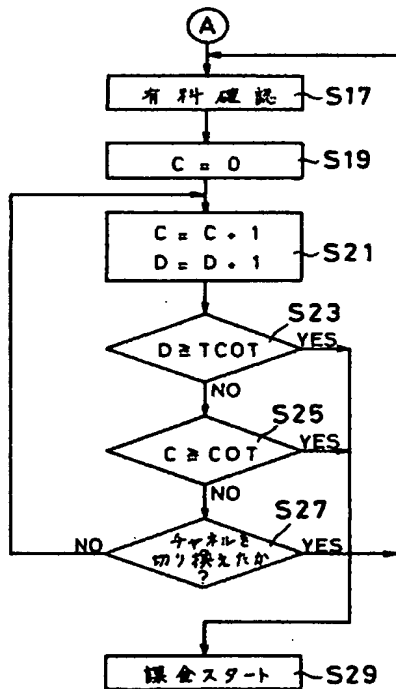 A
有料確認
S17
C = 0
S19
C = C + 1
D = D + 1
S21
S23
D ≧ TCOT
YES
NO
S25
C ≧ COT
YES
NO
S27
チャネルを
切り換えたか
?
NO
YES
課金スタート
S29